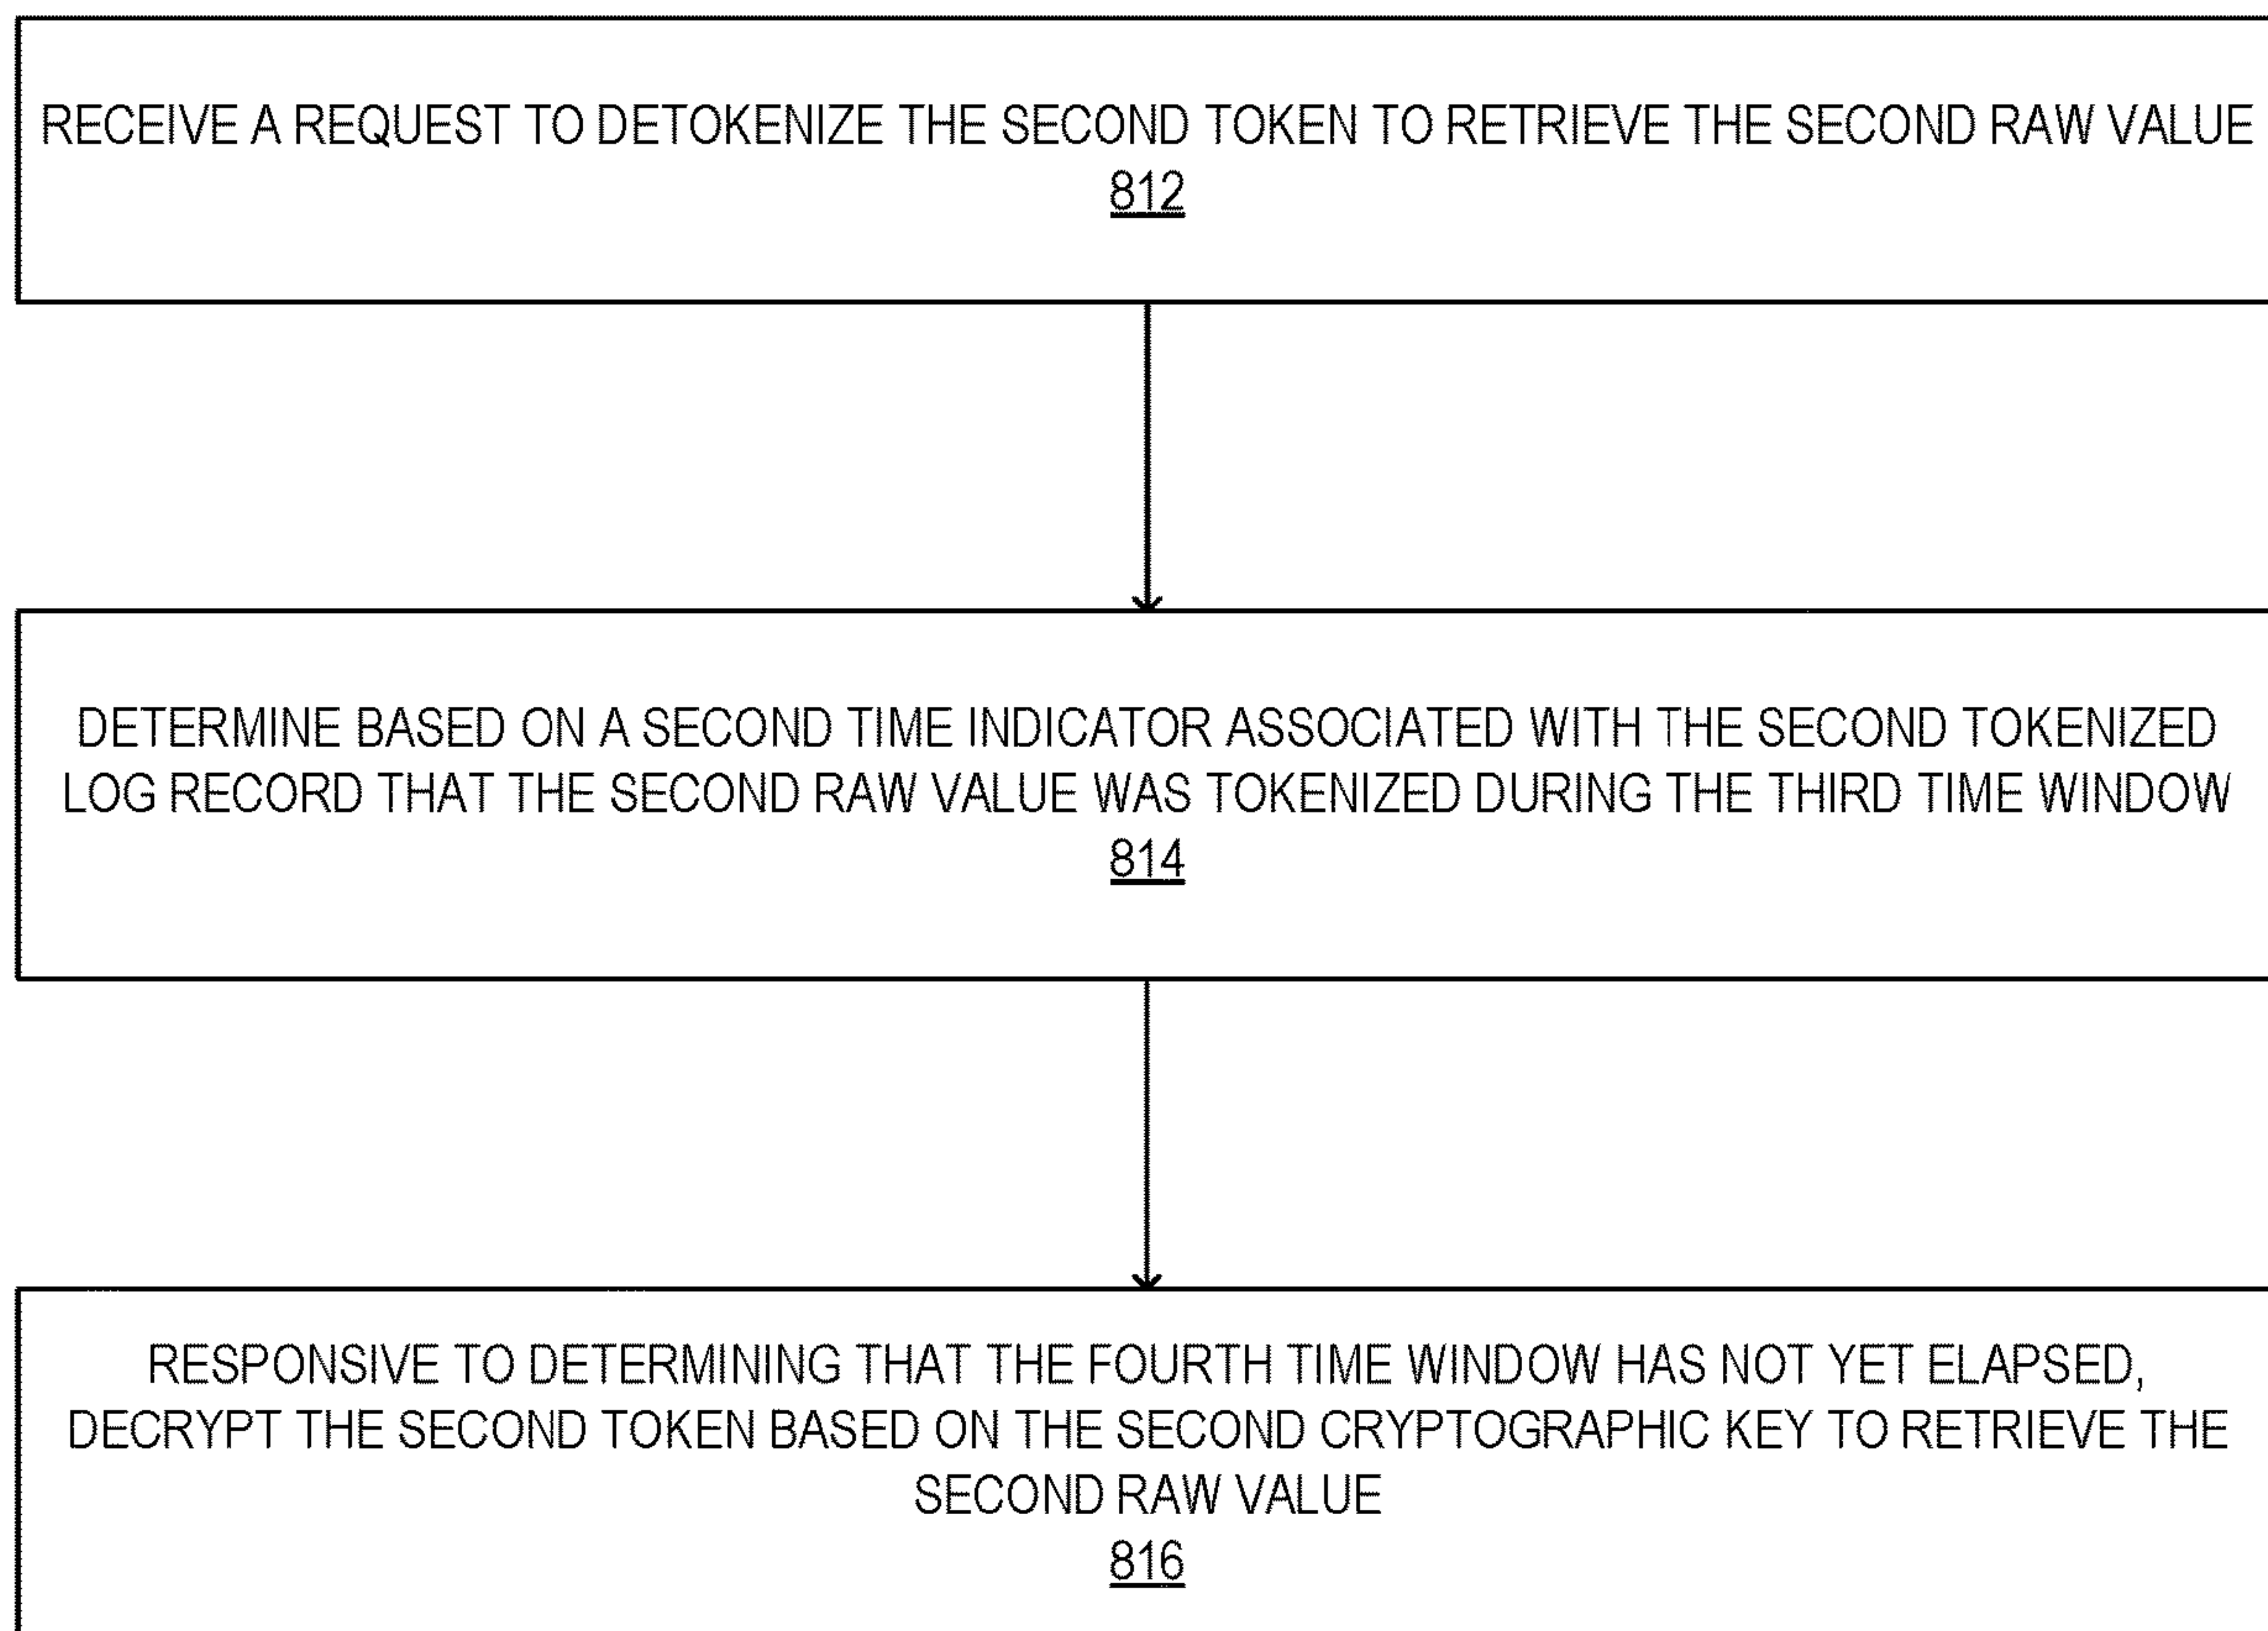 RECEIVE A REQUEST TO DETOKENIZE THE SECOND TOKEN TO RETRIEVE THE SECOND RAW VALUE
812
DETERMINE BASED ON A SECOND TIME INDICATOR ASSOCIATED WITH THE SECOND TOKENIZED
LOG RECORD THAT THE SECOND RAW VALUE WAS TOKENIZED DURING THE THIRD TIME WINDOW
814
RESPONSIVE TO DETERMINING THAT THE FOURTH TIME WINDOW HAS NOT YET ELAPSED,
DECRYPT THE SECOND TOKEN BASED ON THE SECOND CRYPTOGRAPHIC KEY TO RETRIEVE THE
SECOND RAW VALUE
816